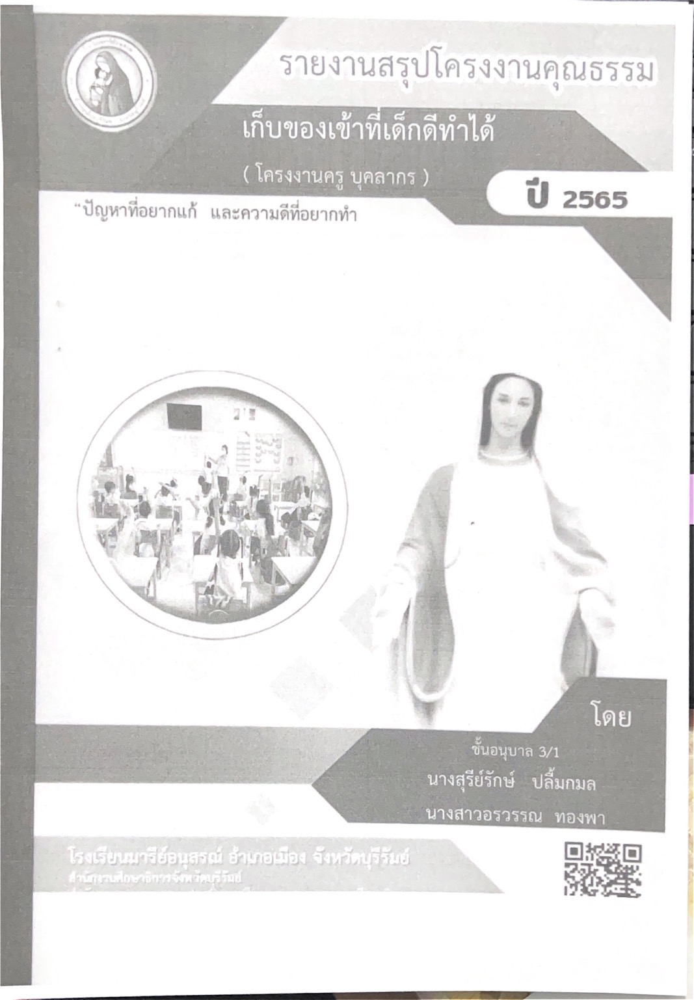 รายงานสรุปโครงงานคุณธรรม
เก็บของเข้าที่เด็กดีทำได้
( โครงงานครู บุคลากร )
ปี 2565
“ปัญหาที่อยากแก้ และความดีที่อยากทำ
โดย
ชั้นอนุบาล 3/1
นางสุรีย์รักษ์ ปลื้มกมล
นางสาวอรวรรณ ทองพา
โรงเรียนมารีย์อนุสรณ์ อำเภอเมือง จังหวัดบุรีรัมย์
สำนักงานศึกษาธิการจังหวัดบุรีรัมย์